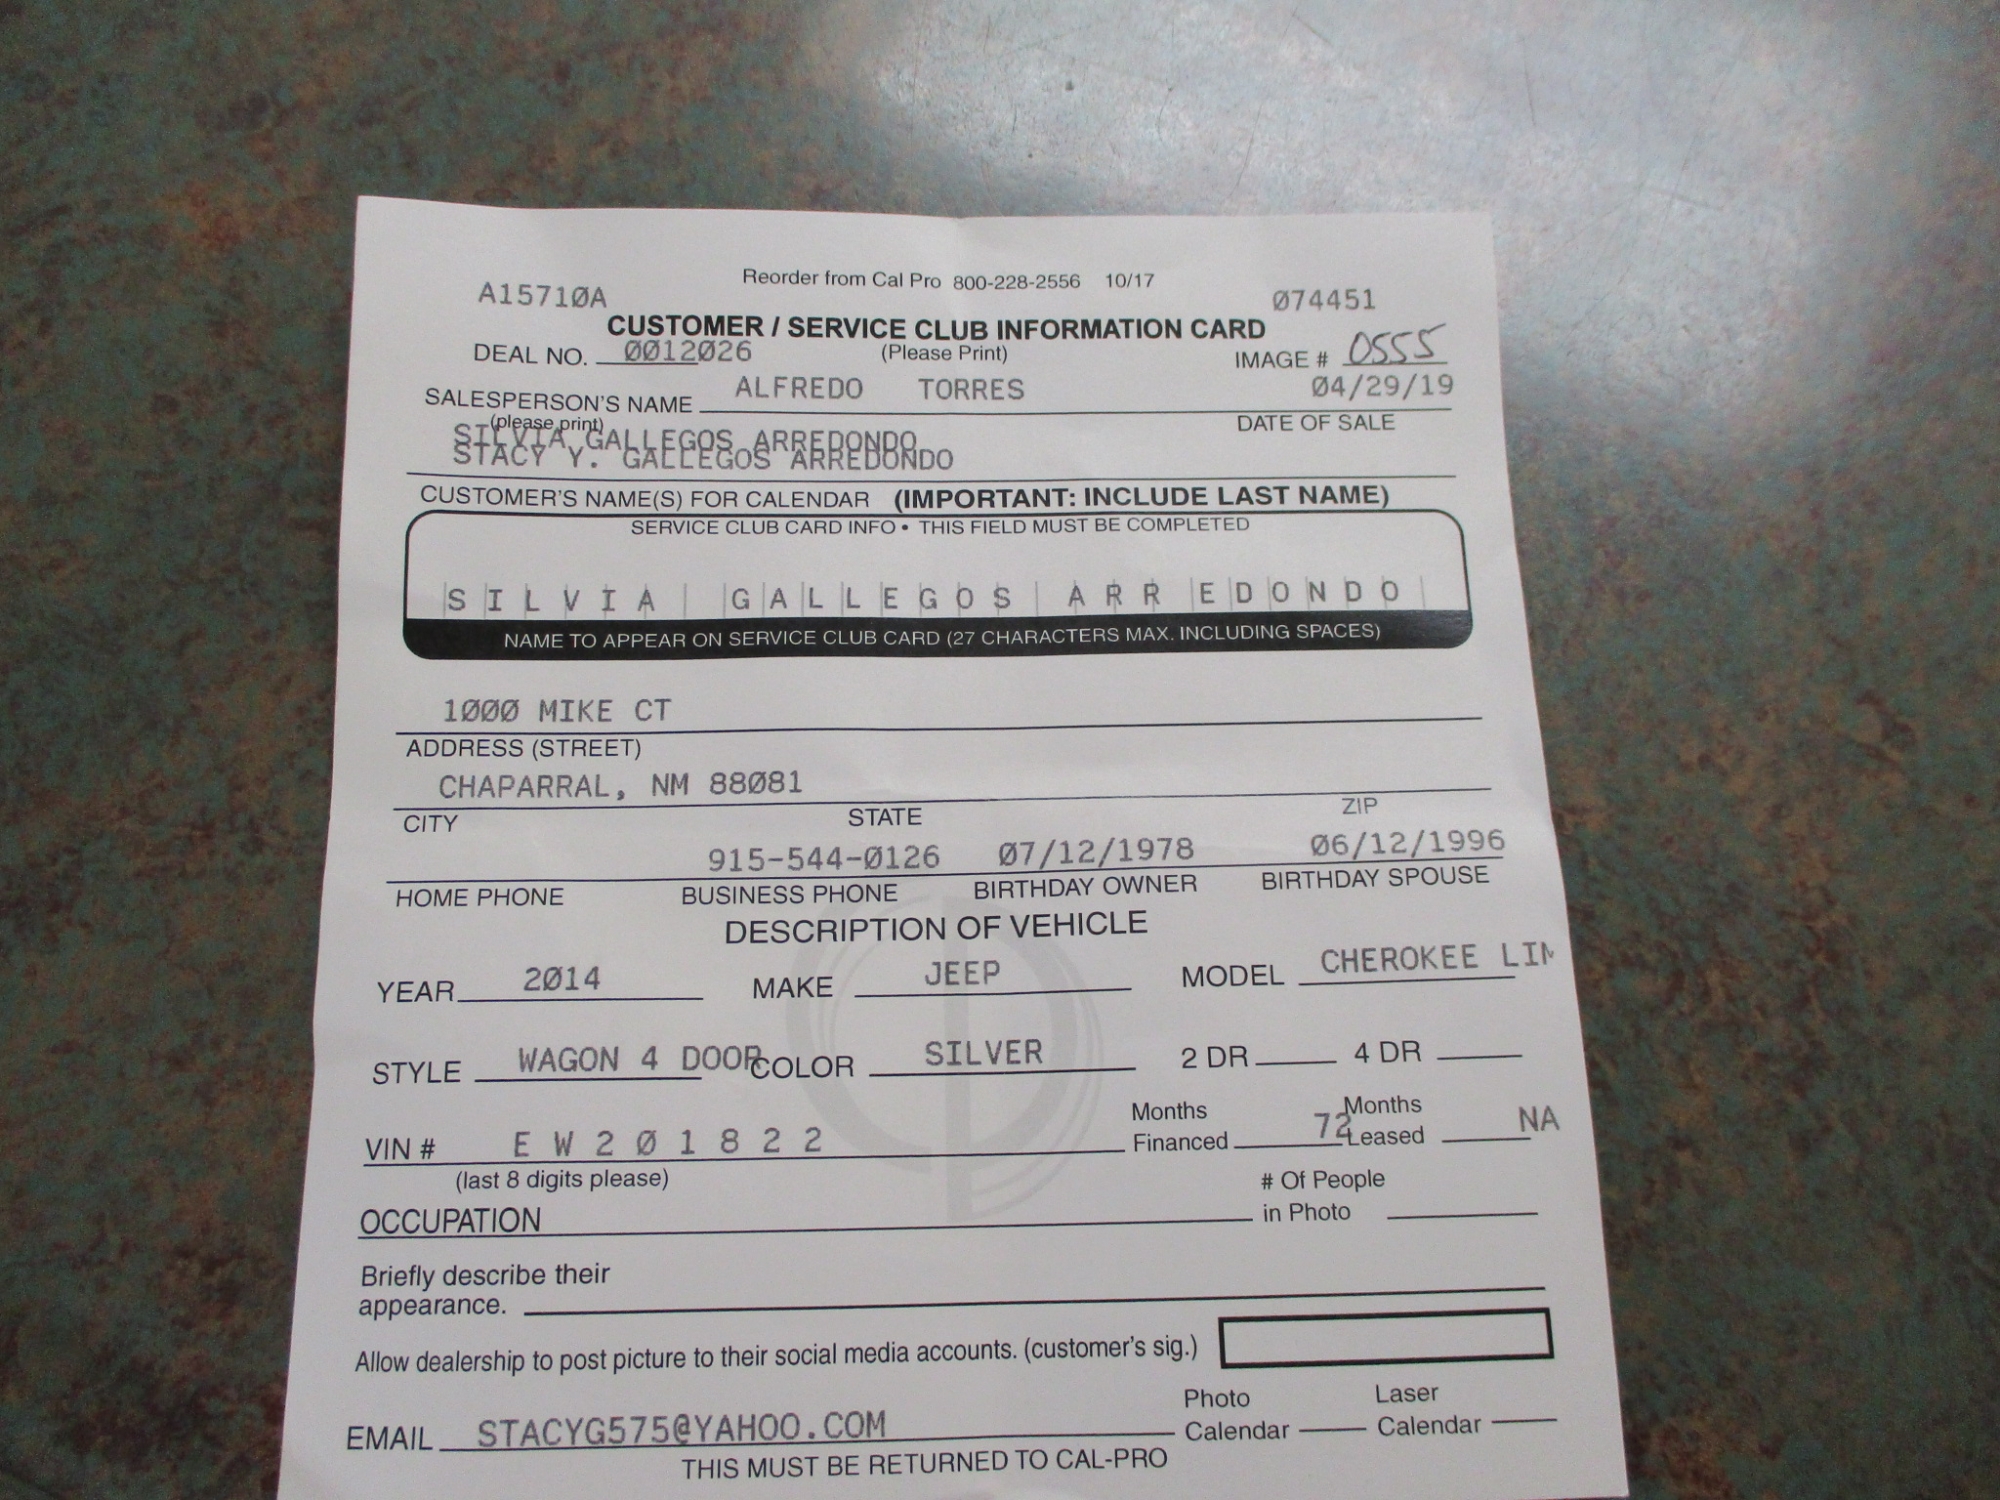 Reorder from Cal Pro 800-228-2556 10/17
A15710A 074451
CUSTOMER / SERVICE CLUB INFORMATION CARD
DEAL NO. 0012026 (Please Print) IMAGE # 0555
SALESPERSON'S NAME ALFREDO TORRES 04/29/19
(please print) DATE OF SALE
SILVIA GALLEGOS ARREDONDO
STACY Y. GALLEGOS ARREDONDO
CUSTOMER'S NAME(S) FOR CALENDAR (IMPORTANT: INCLUDE LAST NAME)
SERVICE CLUB CARD INFO • THIS FIELD MUST BE COMPLETED
SILVIA GALLEGOS ARREDONDO
NAME TO APPEAR ON SERVICE CLUB CARD (27 CHARACTERS MAX. INCLUDING SPACES)
1000 MIKE CT
ADDRESS (STREET)
CHAPARRAL, NM 88081
CITY STATE ZIP
915-544-0126 07/12/1978 06/12/1996
HOME PHONE BUSINESS PHONE BIRTHDAY OWNER BIRTHDAY SPOUSE
DESCRIPTION OF VEHICLE
YEAR 2014 MAKE JEEP MODEL CHEROKEE LIM
STYLE WAGON 4 DOOR COLOR SILVER 2 DR 4 DR
VIN # EW201822 Months Financed 72 Months Leased NA
(last 8 digits please)
OCCUPATION # Of People in Photo
Briefly describe their
appearance.
Allow dealership to post picture to their social media accounts. (customer's sig.)
EMAIL STACYG575@YAHOO.COM Photo Calendar Laser Calendar
THIS MUST BE RETURNED TO CAL-PRO